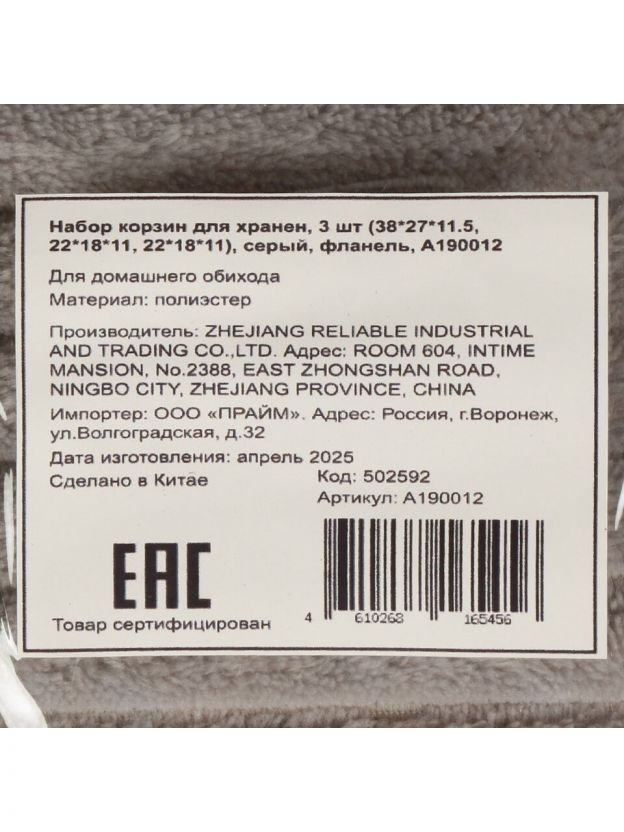 Набор корзин для хранен, 3 шт (38*27*11.5,
22*18*11, 22*18*11), серый, фланель, А190012
Для домашнего обихода
Материал: полиэстер
Производитель: ZHEJIANG RELIABLE INDUSTRIAL
AND TRADING CO.,LTD. Адрес: ROOM 604, INTIME
MANSION, No.2388, EAST ZHONGSHAN ROAD,
NINGBO CITY, ZHEJIANG PROVINCE, CHINA
Импортер: ООО «ПРАЙМ». Адрес: Россия, г.Воронеж,
ул.Волгоградская, д.32
Дата изготовления: апрель 2025
Сделано в Китае
Код: 502592
Артикул: А190012
EAC
Товар сертифицирован
4 610268 165456